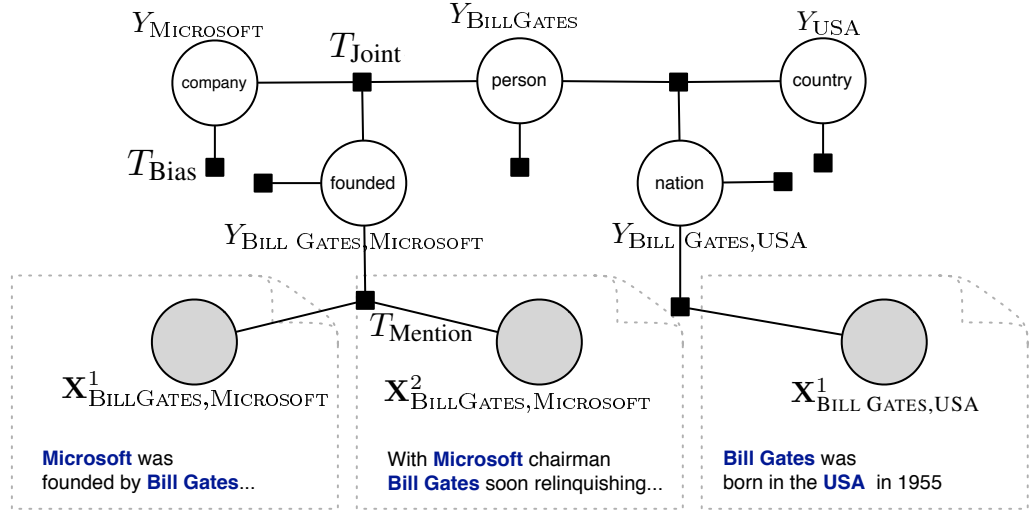 Y_MICROSOFT
Y_BILLGATES
Y_USA
T_Joint
company
person
country
T_Bias
founded
nation
Y_BILL GATES,MICROSOFT
Y_BILL GATES,USA
T_Mention
X^1_BILLGATES,MICROSOFT
X^2_BILLGATES,MICROSOFT
X^1_BILL GATES,USA
Microsoft was
founded by Bill Gates...
With Microsoft chairman
Bill Gates soon relinquishing...
Bill Gates was
born in the USA in 1955